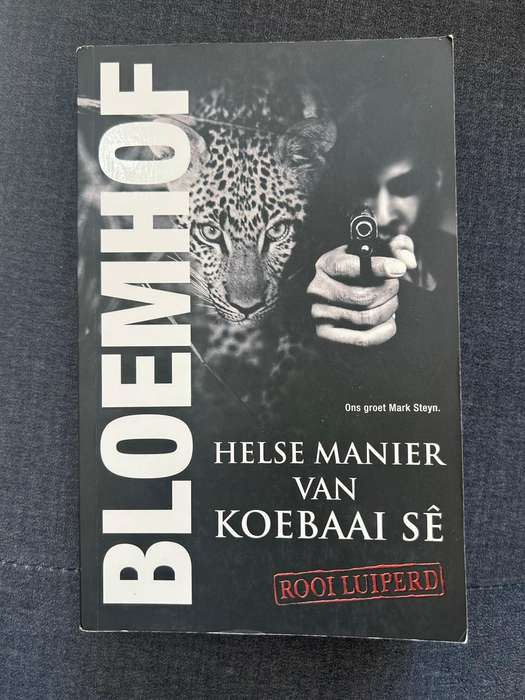 BLOEMHOF
Ons groet Mark Steyn.
HELSE MANIER
VAN
KOEBAAI SÊ
ROOI LUIPERD